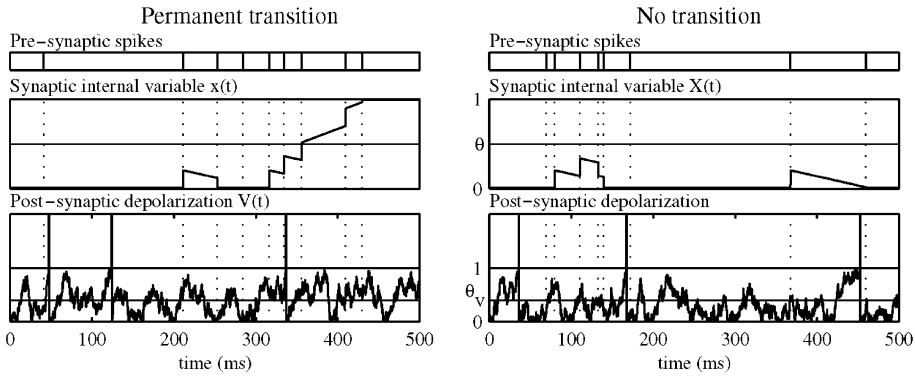 Permanent transition
Pre-synaptic spikes
Synaptic internal variable x(t)
Post-synaptic depolarization V(t)
0 100 200 300 400 500
time (ms)
No transition
Pre-synaptic spikes
Synaptic internal variable X(t)
1
θ
0
Post-synaptic depolarization
1
θV
0
0 100 200 300 400 500
time (ms)